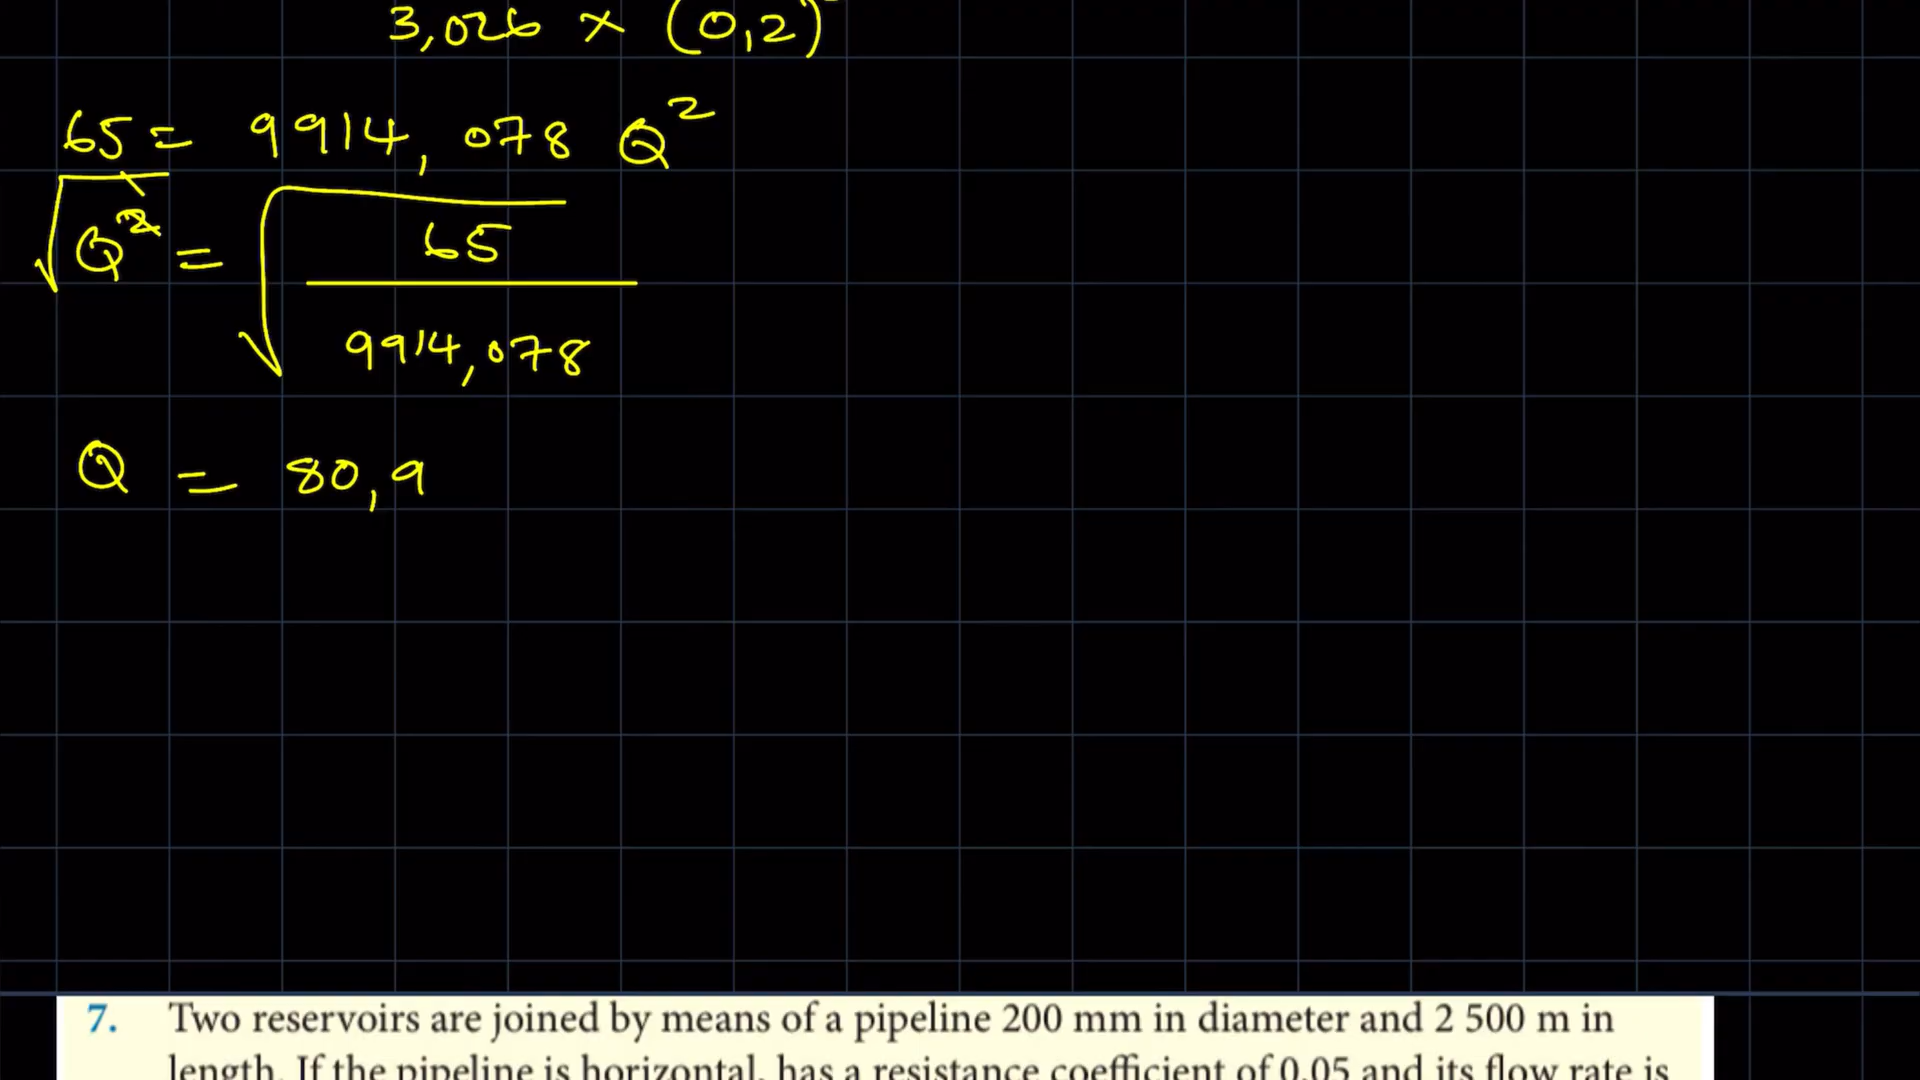 3,026 × (0,2)
65 = 9914,078 Q²
√Q² = √65/9914,078
Q = 80,9
7. Two reservoirs are joined by means of a pipeline 200 mm in diameter and 2 500 m in
length. If the pipeline is horizontal, has a resistance coefficient of 0.05 and its flow rate is